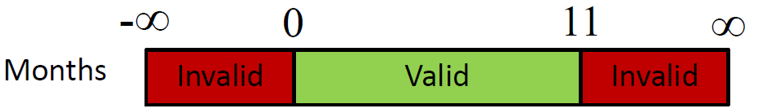 -∞ 0 11 ∞
Months Invalid Valid Invalid